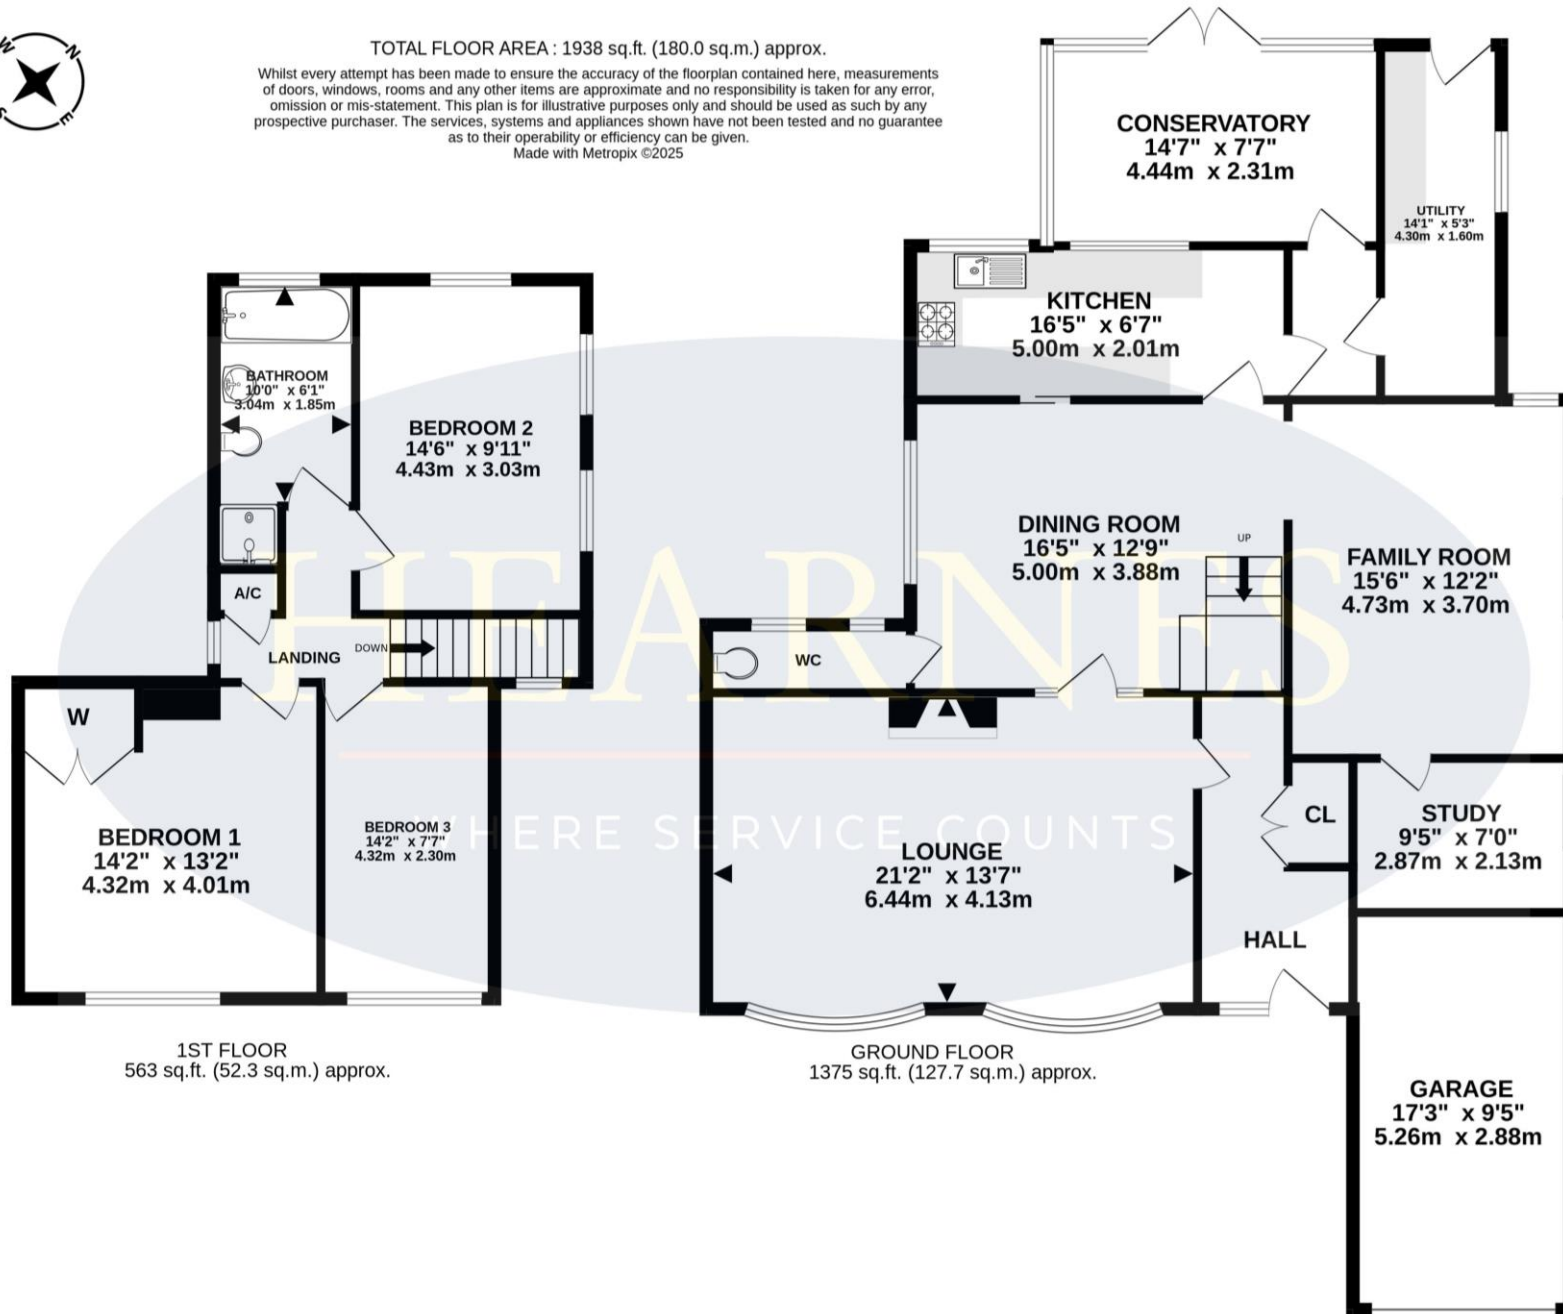 W
N
S
E
TOTAL FLOOR AREA : 1938 sq.ft. (180.0 sq.m.) approx.
Whilst every attempt has been made to ensure the accuracy of the floorplan contained here, measurements
of doors, windows, rooms and any other items are approximate and no responsibility is taken for any error,
omission or mis-statement. This plan is for illustrative purposes only and should be used as such by any
prospective purchaser. The services, systems and appliances shown have not been tested and no guarantee
as to their operability or efficiency can be given.
Made with Metropix ©2025
BATHROOM
10'0" x 6'1"
3.04m x 1.85m
BEDROOM 2
14'6" x 9'11"
4.43m x 3.03m
A/C
LANDING
DOWN
W
BEDROOM 1
14'2" x 13'2"
4.32m x 4.01m
BEDROOM 3
14'2" x 7'7"
4.32m x 2.30m
1ST FLOOR
563 sq.ft. (52.3 sq.m.) approx.
CONSERVATORY
14'7" x 7'7"
4.44m x 2.31m
UTILITY
14'1" x 5'3"
4.30m x 1.60m
KITCHEN
16'5" x 6'7"
5.00m x 2.01m
DINING ROOM
16'5" x 12'9"
5.00m x 3.88m
UP
FAMILY ROOM
15'6" x 12'2"
4.73m x 3.70m
WC
LOUNGE
21'2" x 13'7"
6.44m x 4.13m
CL
STUDY
9'5" x 7'0"
2.87m x 2.13m
HALL
GARAGE
17'3" x 9'5"
5.26m x 2.88m
GROUND FLOOR
1375 sq.ft. (127.7 sq.m.) approx.
HEARNES
WHERE SERVICE COUNTS